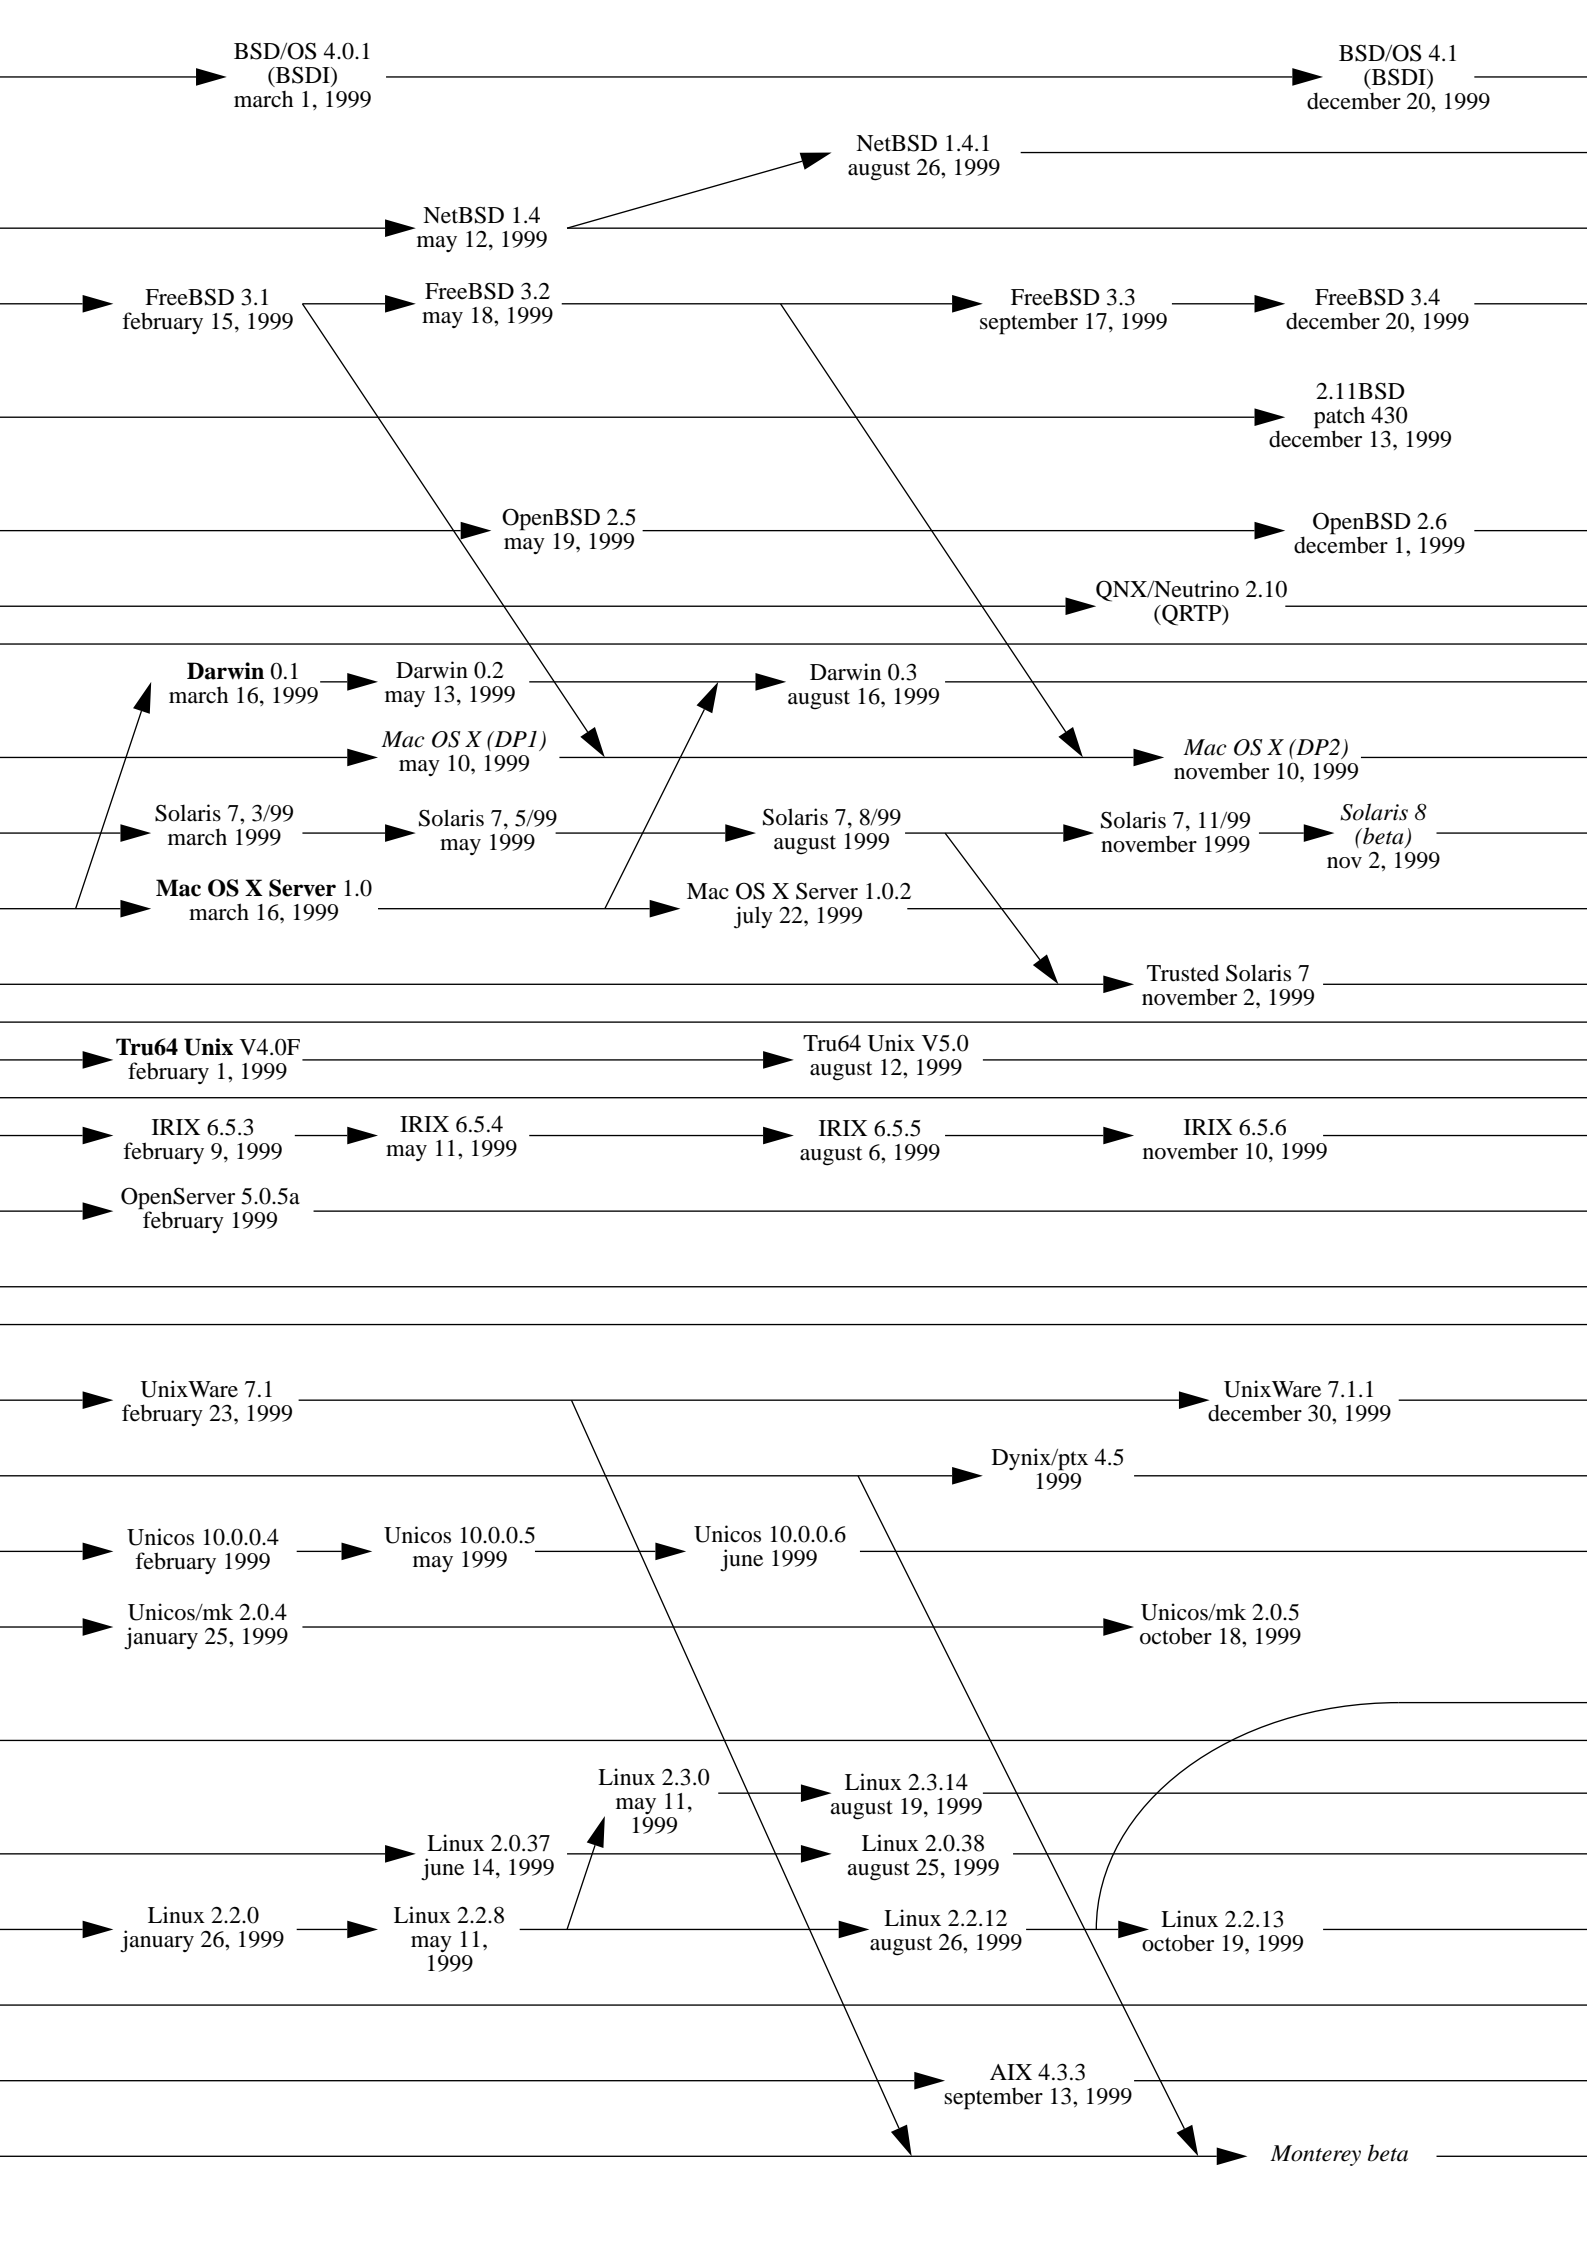 BSD/OS 4.0.1
(BSDI)
march 1, 1999
BSD/OS 4.1
(BSDI)
december 20, 1999
NetBSD 1.4.1
august 26, 1999
NetBSD 1.4
may 12, 1999
FreeBSD 3.1
february 15, 1999
FreeBSD 3.2
may 18, 1999
FreeBSD 3.3
september 17, 1999
FreeBSD 3.4
december 20, 1999
2.11BSD
patch 430
december 13, 1999
OpenBSD 2.5
may 19, 1999
OpenBSD 2.6
december 1, 1999
QNX/Neutrino 2.10
(QRTP)
Darwin 0.1
march 16, 1999
Darwin 0.2
may 13, 1999
Darwin 0.3
august 16, 1999
Mac OS X (DP1)
may 10, 1999
Mac OS X (DP2)
november 10, 1999
Solaris 7, 3/99
march 1999
Solaris 7, 5/99
may 1999
Solaris 7, 8/99
august 1999
Solaris 7, 11/99
november 1999
Solaris 8
(beta)
nov 2, 1999
Mac OS X Server 1.0
march 16, 1999
Mac OS X Server 1.0.2
july 22, 1999
Trusted Solaris 7
november 2, 1999
Tru64 Unix V4.0F
february 1, 1999
Tru64 Unix V5.0
august 12, 1999
IRIX 6.5.3
february 9, 1999
IRIX 6.5.4
may 11, 1999
IRIX 6.5.5
august 6, 1999
IRIX 6.5.6
november 10, 1999
OpenServer 5.0.5a
february 1999
UnixWare 7.1
february 23, 1999
UnixWare 7.1.1
december 30, 1999
Dynix/ptx 4.5
1999
Unicos 10.0.0.4
february 1999
Unicos 10.0.0.5
may 1999
Unicos 10.0.0.6
june 1999
Unicos/mk 2.0.4
january 25, 1999
Unicos/mk 2.0.5
october 18, 1999
Linux 2.3.0
may 11,
1999
Linux 2.3.14
august 19, 1999
Linux 2.0.37
june 14, 1999
Linux 2.0.38
august 25, 1999
Linux 2.2.0
january 26, 1999
Linux 2.2.8
may 11,
1999
Linux 2.2.12
august 26, 1999
Linux 2.2.13
october 19, 1999
AIX 4.3.3
september 13, 1999
Monterey beta